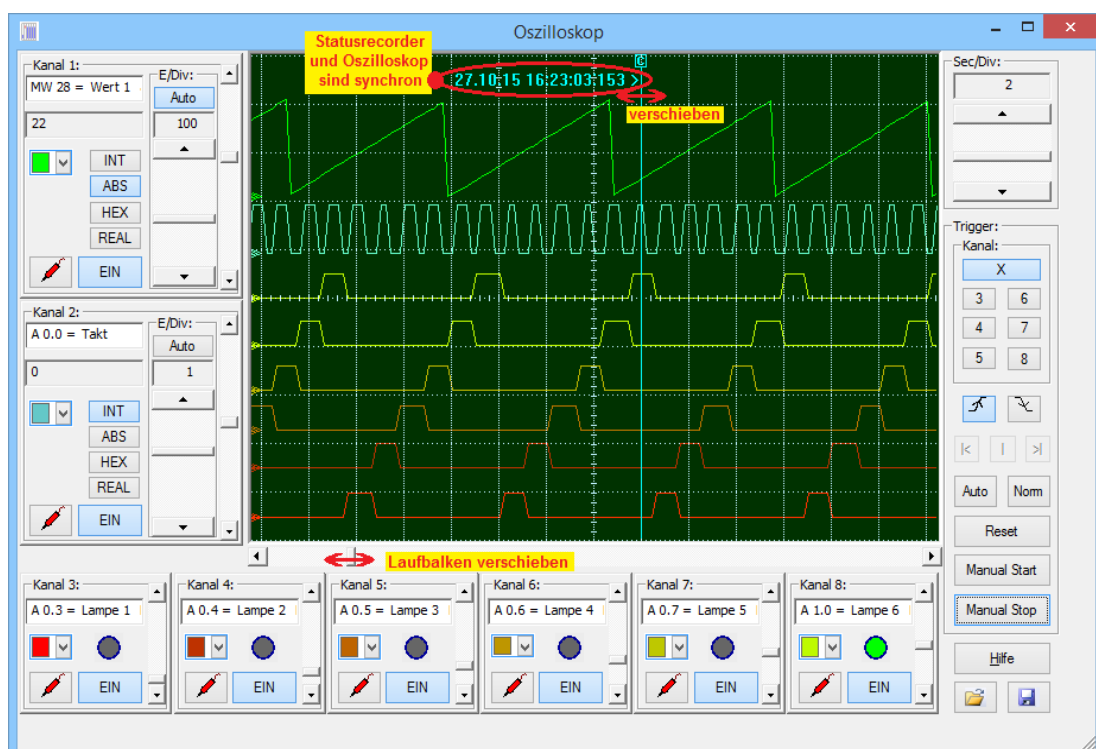 Oszilloskop
Kanal 1:
MW 28 = Wert 1
22
INT
ABS
HEX
REAL
EIN
E/Div:
Auto
100
Kanal 2:
A 0.0 = Takt
0
INT
ABS
HEX
REAL
EIN
E/Div:
Auto
1
Statusrecorder
und Oszilloskop
sind synchron
27.10.15 16:23:03:153 >
C
verschieben
Laufbalken verschieben
Sec/Div:
2
Trigger:
Kanal:
X
3 6
4 7
5 8
|< | >|
Auto Norm
Reset
Manual Start
Manual Stop
Hilfe
Kanal 3:
A 0.3 = Lampe 1
EIN
Kanal 4:
A 0.4 = Lampe 2
EIN
Kanal 5:
A 0.5 = Lampe 3
EIN
Kanal 6:
A 0.6 = Lampe 4
EIN
Kanal 7:
A 0.7 = Lampe 5
EIN
Kanal 8:
A 1.0 = Lampe 6
EIN